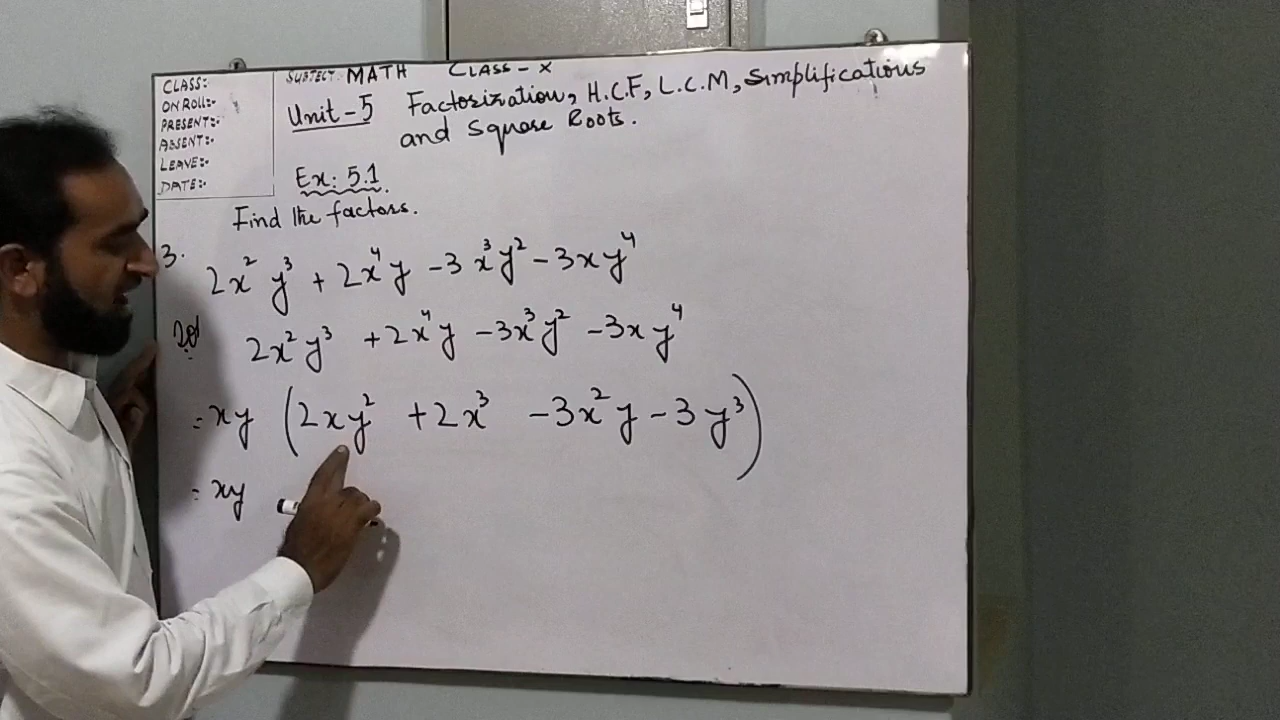 CLASS:
ON ROLL:-
PRESENT:-
ABSENT:-
LEAVE:-
DATE:-
SUBJECT: MATH CLASS - X
Unit - 5 Factorization, H.C.F, L.C.M, Simplifications
and Square Roots.
Ex: 5.1
Find the factors.
3. 2x²y³ + 2x⁴y - 3x³y² - 3xy⁴
Sol 2x²y³ + 2x⁴y - 3x³y² - 3xy⁴
= xy (2xy² + 2x³ - 3x²y - 3y³)
= xy